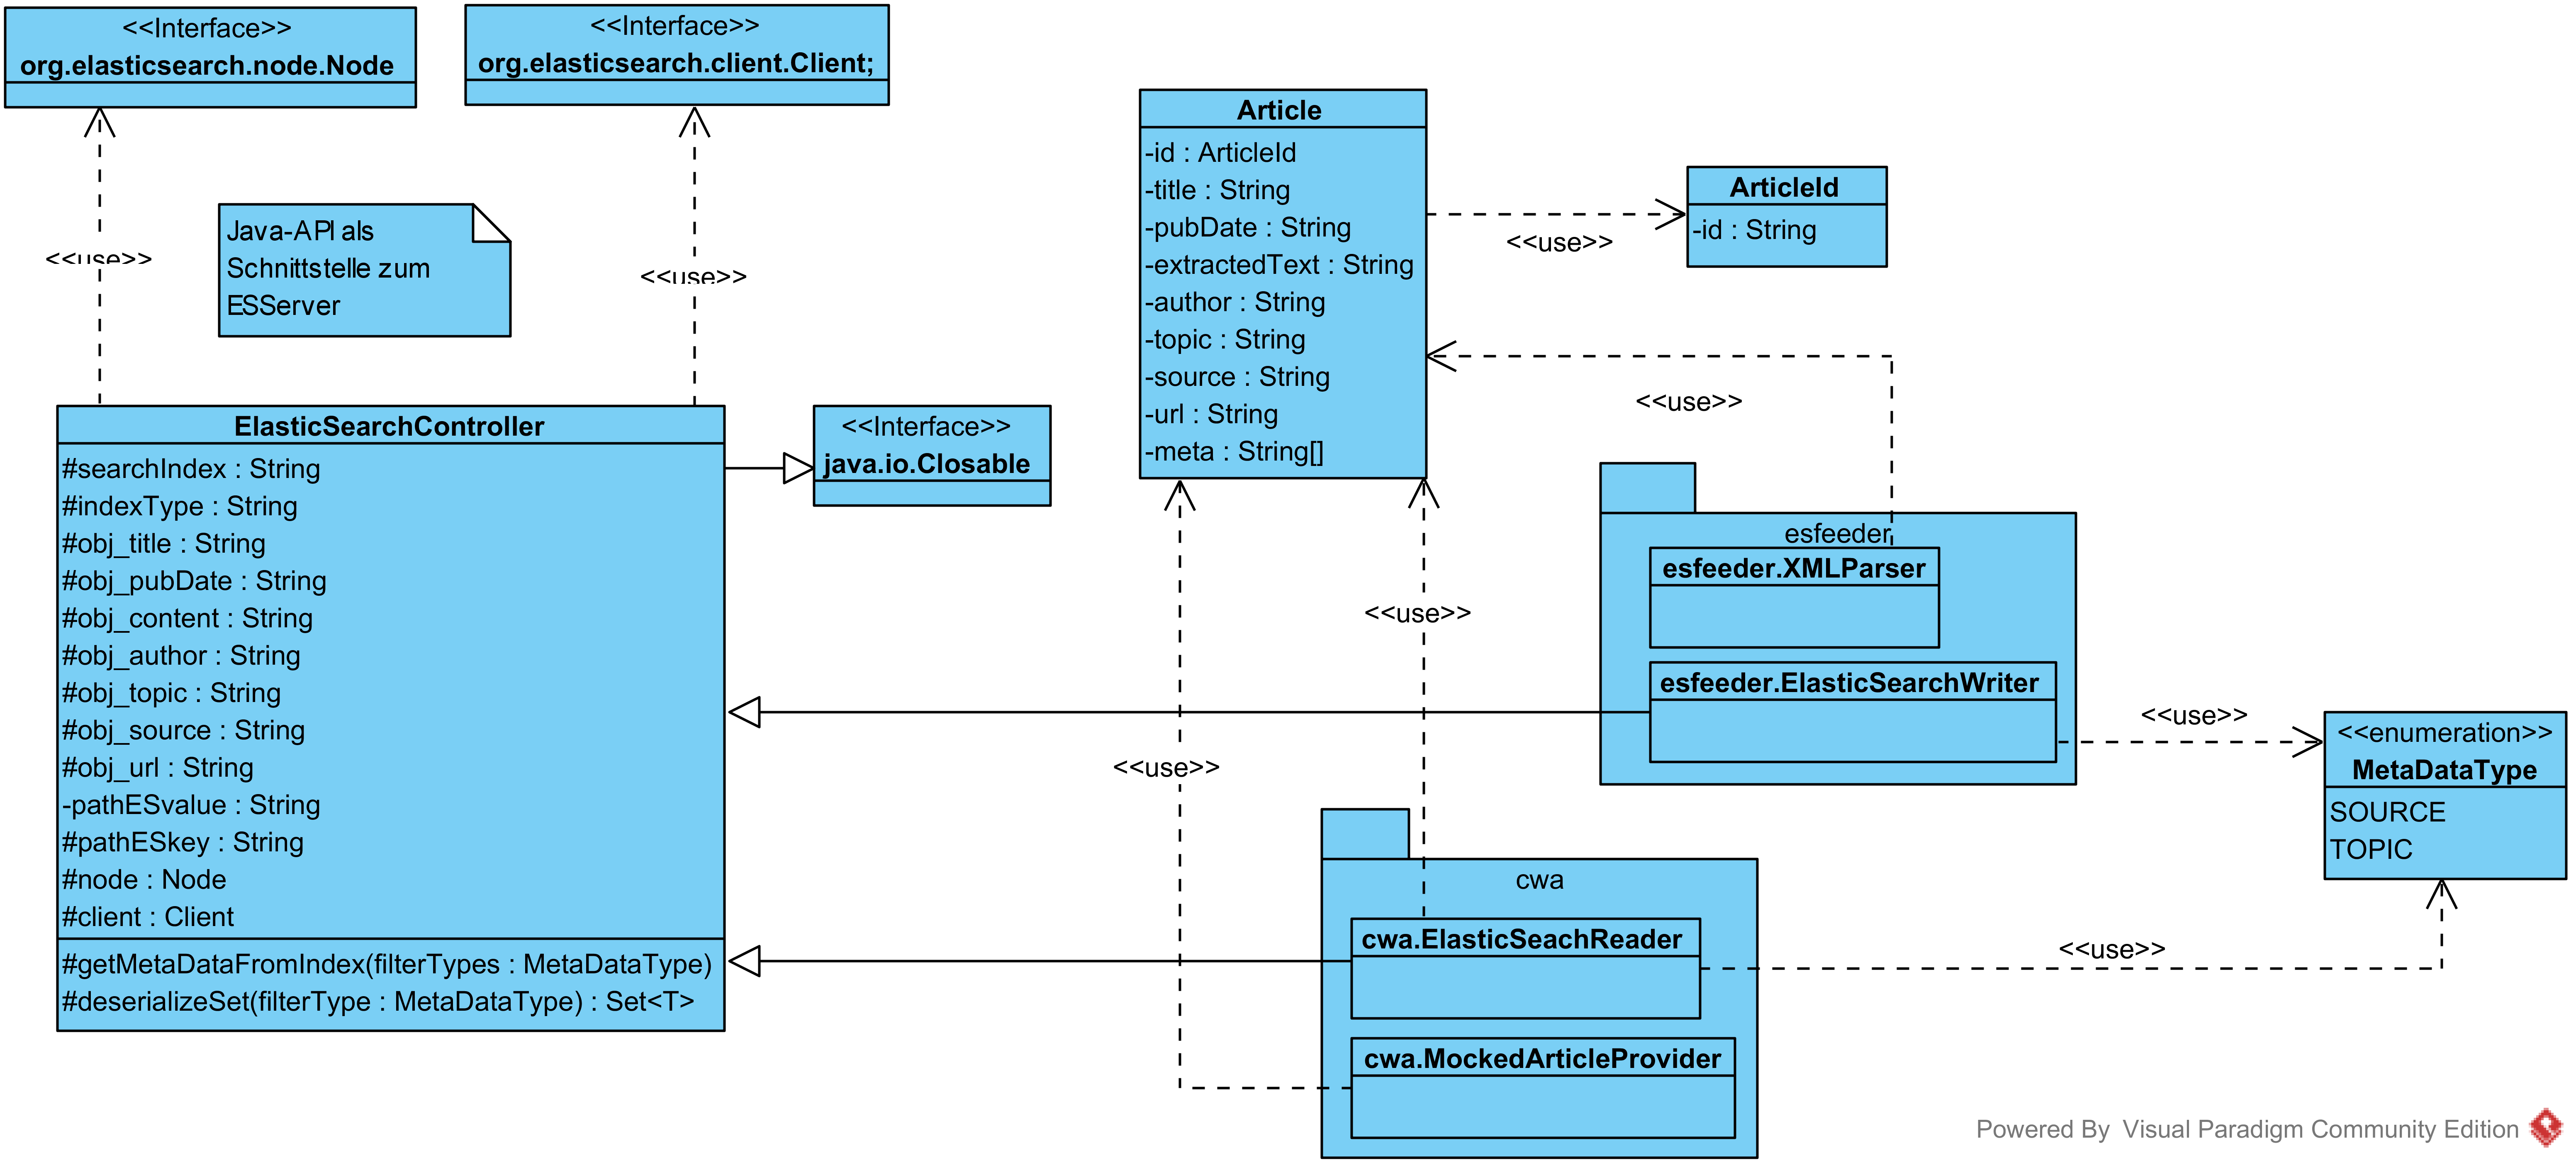 <<Interface>>
org.elasticsearch.node.Node
<<Interface>>
org.elasticsearch.client.Client;
<<use>>
Java-API als
Schnittstelle zum
ESServer
<<use>>
ElasticSearchController
#searchIndex : String
#indexType : String
#obj_title : String
#obj_pubDate : String
#obj_content : String
#obj_author : String
#obj_topic : String
#obj_source : String
#obj_url : String
-pathESvalue : String
#pathESkey : String
#node : Node
#client : Client
#getMetaDataFromIndex(filterTypes : MetaDataType)
#deserializeSet(filterType : MetaDataType) : Set<T>
<<Interface>>
java.io.Closable
Article
-id : ArticleId
-title : String
-pubDate : String
-extractedText : String
-author : String
-topic : String
-source : String
-url : String
-meta : String[]
<<use>>
ArticleId
-id : String
<<use>>
<<use>>
<<use>>
esfeeder
esfeeder.XMLParser
esfeeder.ElasticSearchWriter
<<use>>
<<enumeration>>
MetaDataType
SOURCE
TOPIC
cwa
cwa.ElasticSeachReader
<<use>>
cwa.MockedArticleProvider
Powered By Visual Paradigm Community Edition